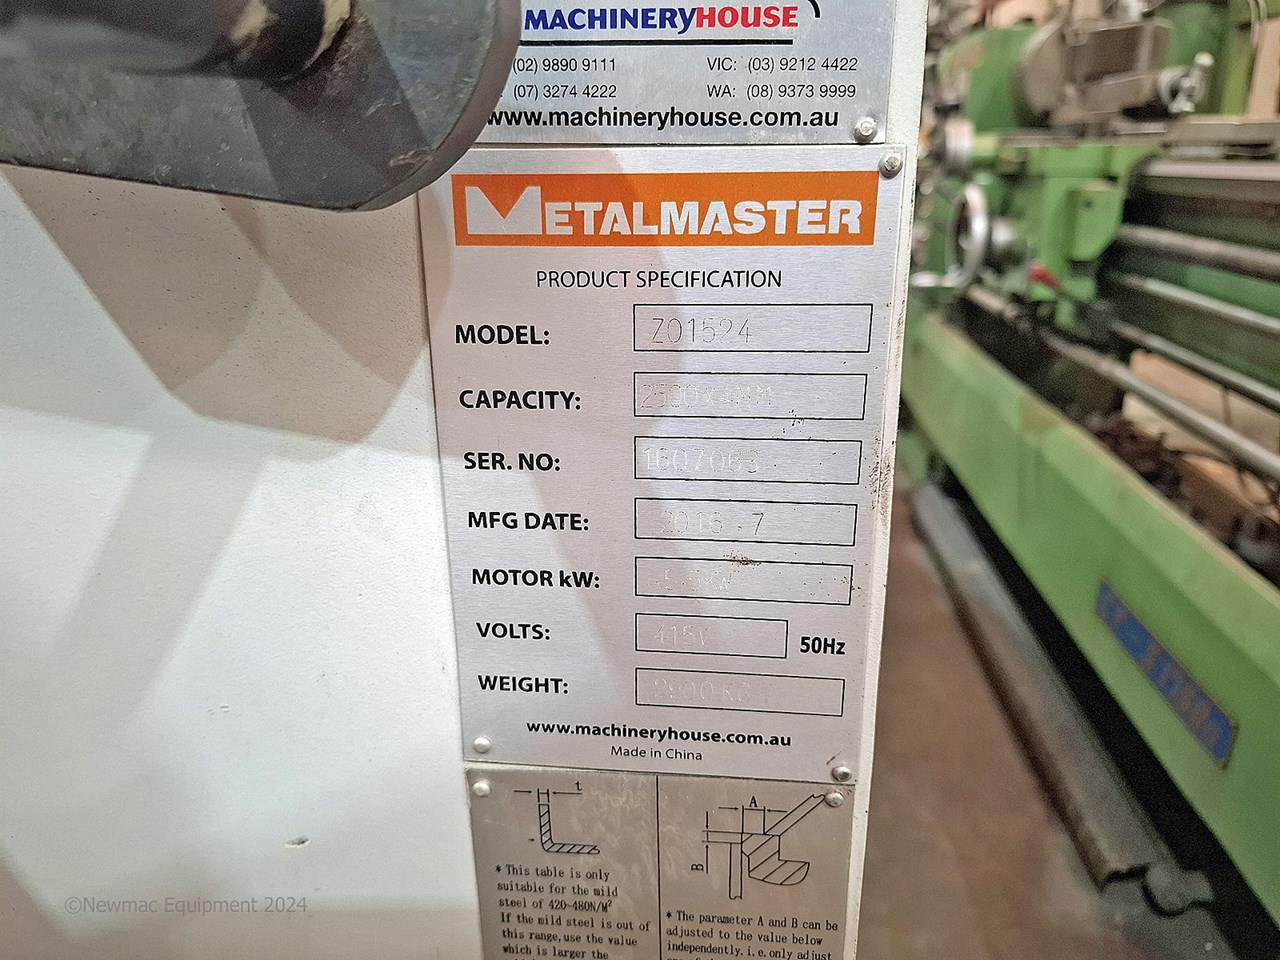 MACHINERYHOUSE
(02) 9890 9111 VIC: (03) 9212 4422
(07) 3274 4222 WA: (08) 9373 9999
www.machineryhouse.com.au
METALMASTER
PRODUCT SPECIFICATION
MODEL: Z01524
CAPACITY: 2500X4MM
SER. NO: 1607063
MFG DATE: 2016.7
MOTOR kW:
VOLTS: 415V 50Hz
WEIGHT:
www.machineryhouse.com.au
Made in China
t
* This table is only
suitable for the mild
steel of 420~480N/M²
If the mild steel is out of
this range, use the value
which is larger the
A
B
* The parameter A and B can be
adjusted to the value below
independently. i. e. only adjust
©Newmac Equipment 2024